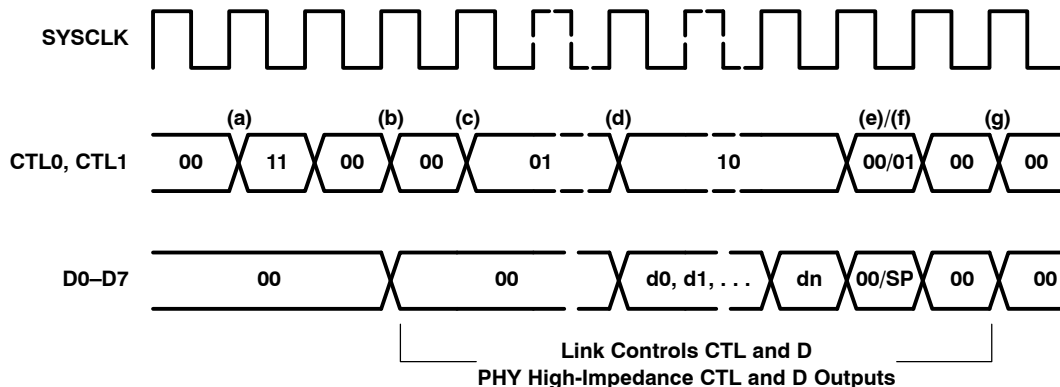 SYSCLK
(a) (b) (c) (d) (e)/(f) (g)
CTL0, CTL1 00 11 00 00 01 10 00/01 00 00
D0–D7 00 00 d0, d1, . . . dn 00/SP 00 00
Link Controls CTL and D
PHY High-Impedance CTL and D Outputs